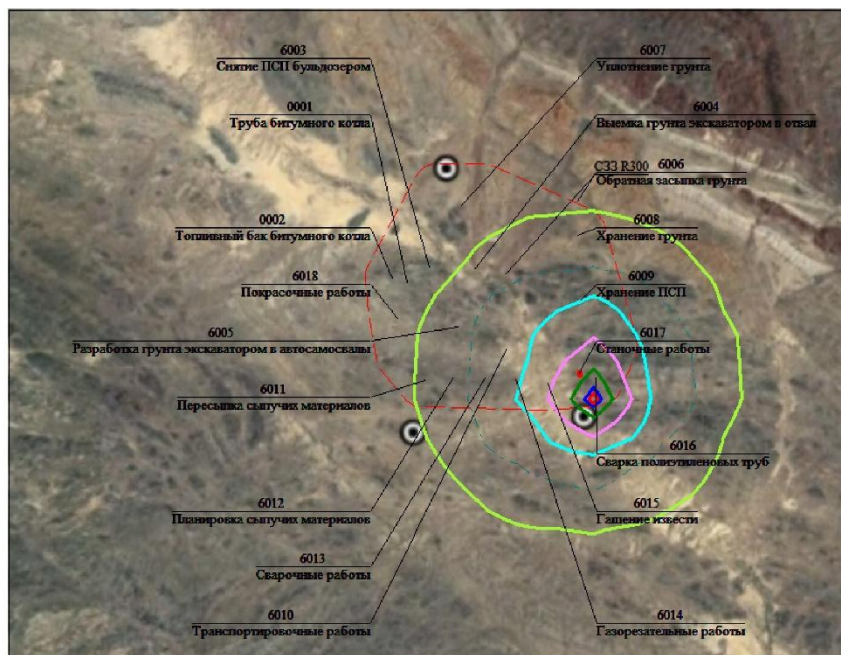 6003
Снятие ПСП бульдозером
6007
Уплотнение грунта
0001
Труба битумного котла
6004
Выемка грунта экскаватором в отвал
СЗЗ R300
6006
Обратная засыпка грунта
0002
Топливный бак битумного котла
6008
Хранение грунта
6018
Покрасочные работы
6009
Хранение ПСП
6005
Разработка грунта экскаватором в автосамосвалы
6017
Станочные работы
6011
Пересыпка сыпучих материалов
6016
Сварка полиэтиленовых труб
6012
Планировка сыпучих материалов
6015
Гашение извести
6013
Сварочные работы
6010
Транспортировочные работы
6014
Газорезательные работы